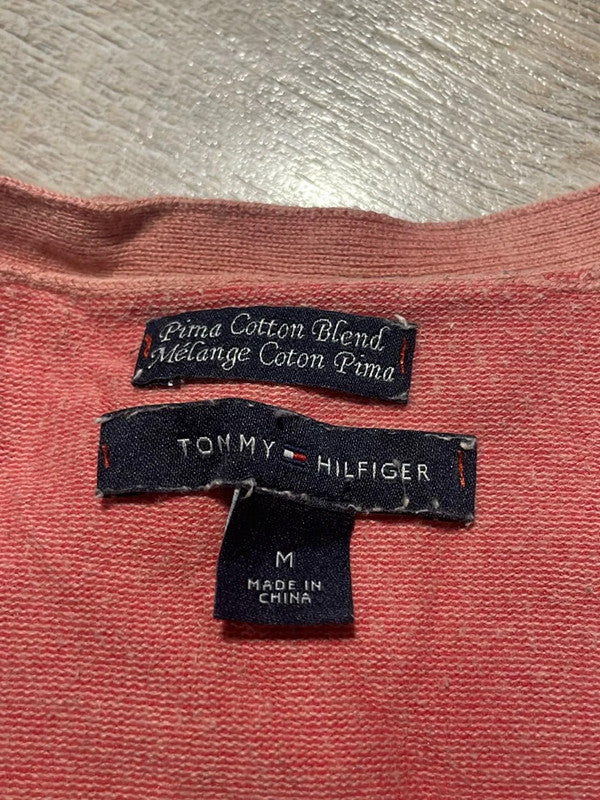 Pima Cotton Blend
Mélange Coton Pima
TOMMY HILFIGER
M
MADE IN
CHINA